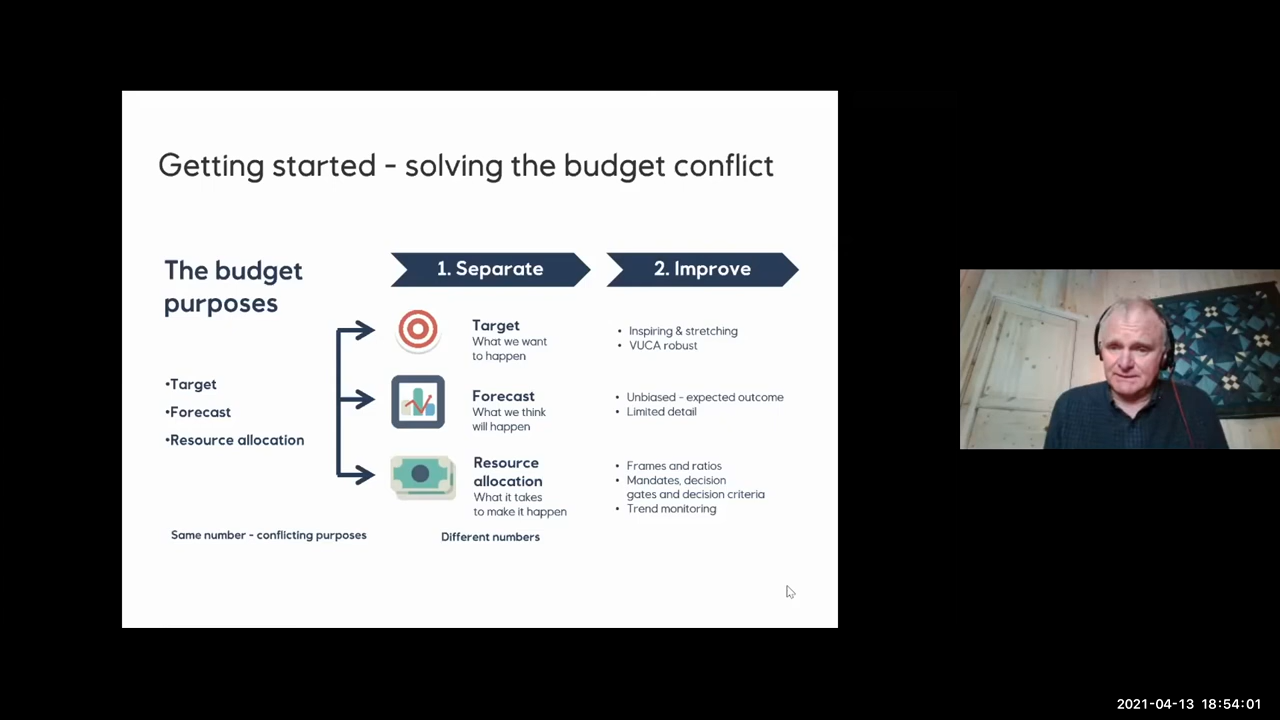 Getting started - solving the budget conflict
The budget
purposes
•Target
•Forecast
•Resource allocation
Same number - conflicting purposes
1. Separate
Target
What we want
to happen
Forecast
What we think
will happen
Resource
allocation
What it takes
to make it happen
Different numbers
2. Improve
• Inspiring & stretching
• VUCA robust
• Unbiased - expected outcome
• Limited detail
• Frames and ratios
• Mandates, decision
gates and decision criteria
• Trend monitoring
2021-04-13 18:54:01